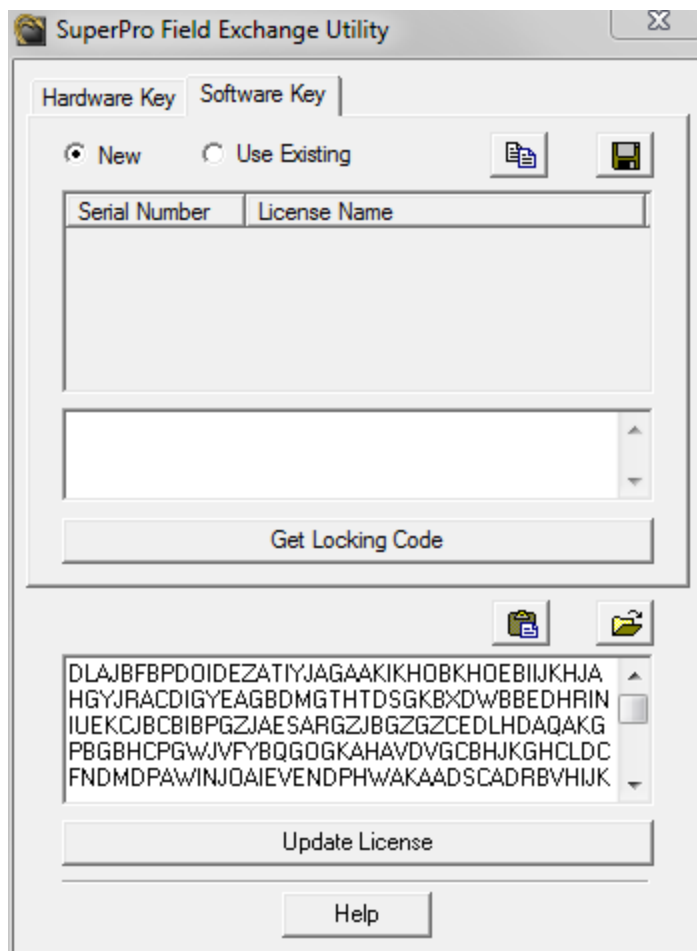 SuperPro Field Exchange Utility
Hardware Key
Software Key
New
Use Existing
Serial Number
License Name
Get Locking Code
DLAJBFBPDOIDEZATIYJAGAAKIKHOBKHOEBIIJKHJA
HGYJRACDIGYEAGBDMGTHTDSGKBXDWBBEDHRIN
IUEKCJBCBIBPGZJAESARGZJBGZGZCEDLHDAQAKG
PBGBHCPGWJVFYBQGOGKAHAVDVGCBHJKGHCLDC
FNDMDPAWINJOAIEVENDPHWAKAADSCADRBVHIJK
Update License
Help